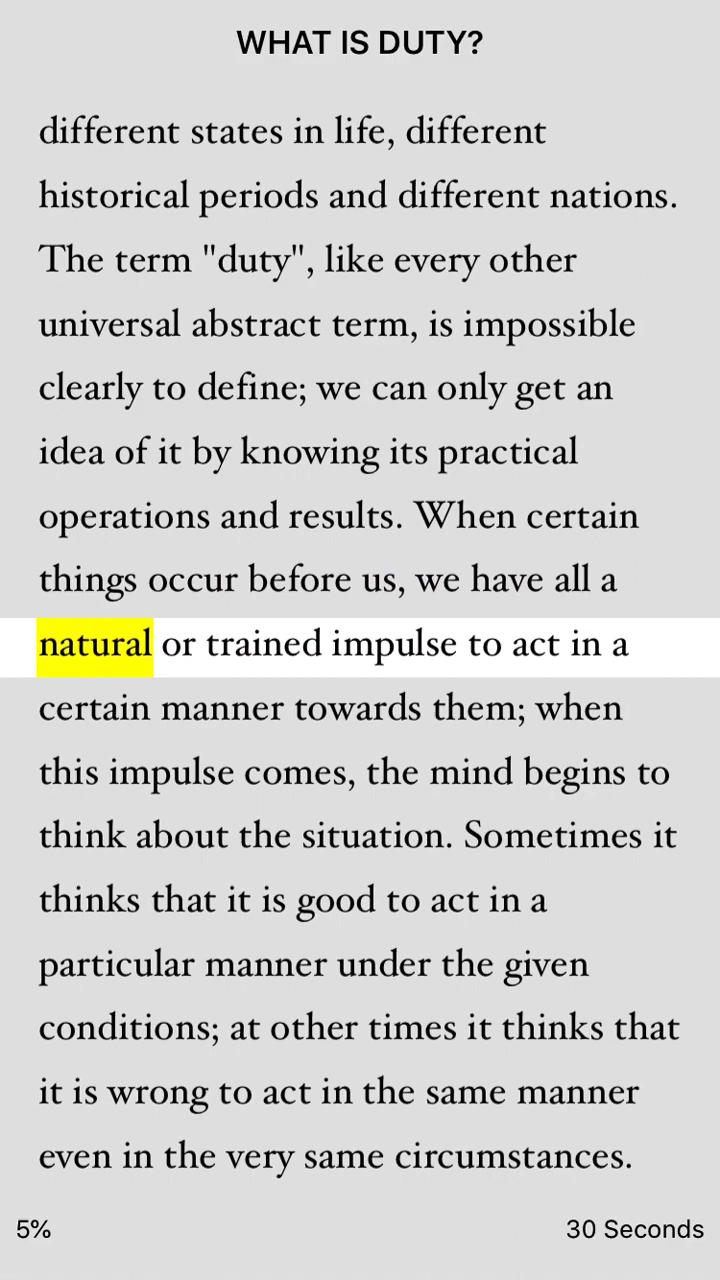 WHAT IS DUTY?
different states in life, different
historical periods and different nations.
The term "duty", like every other
universal abstract term, is impossible
clearly to define; we can only get an
idea of it by knowing its practical
operations and results. When certain
things occur before us, we have all a
natural or trained impulse to act in a
certain manner towards them; when
this impulse comes, the mind begins to
think about the situation. Sometimes it
thinks that it is good to act in a
particular manner under the given
conditions; at other times it thinks that
it is wrong to act in the same manner
even in the very same circumstances.
5%
30 Seconds